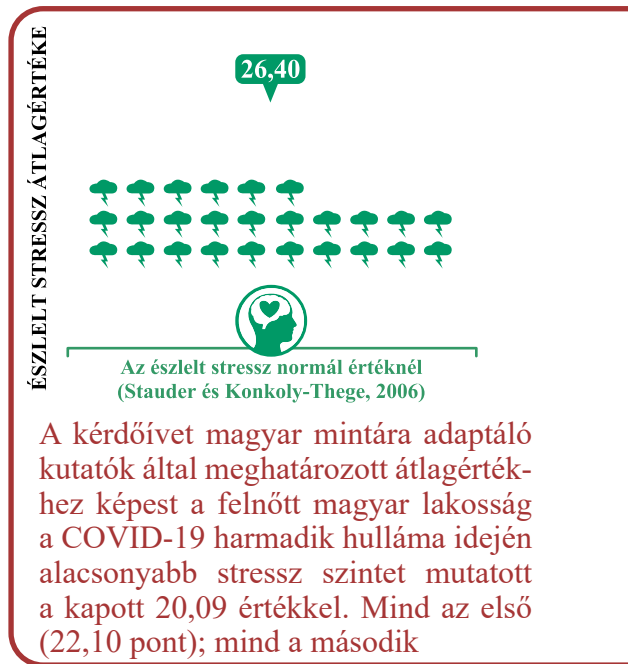 ÉSZLELT STRESSZ ÁTLAGÉRTÉKE
26,40
Az észlelt stressz normál értéknél
(Stauder és Konkoly-Thege, 2006)
A kérdőívet magyar mintára adaptáló
kutatók által meghatározott átlagérték-
hez képest a felnőtt magyar lakosság
a COVID-19 harmadik hulláma idején
alacsonyabb stressz szintet mutatott
a kapott 20,09 értékkel. Mind az első
(22,10 pont); mind a második